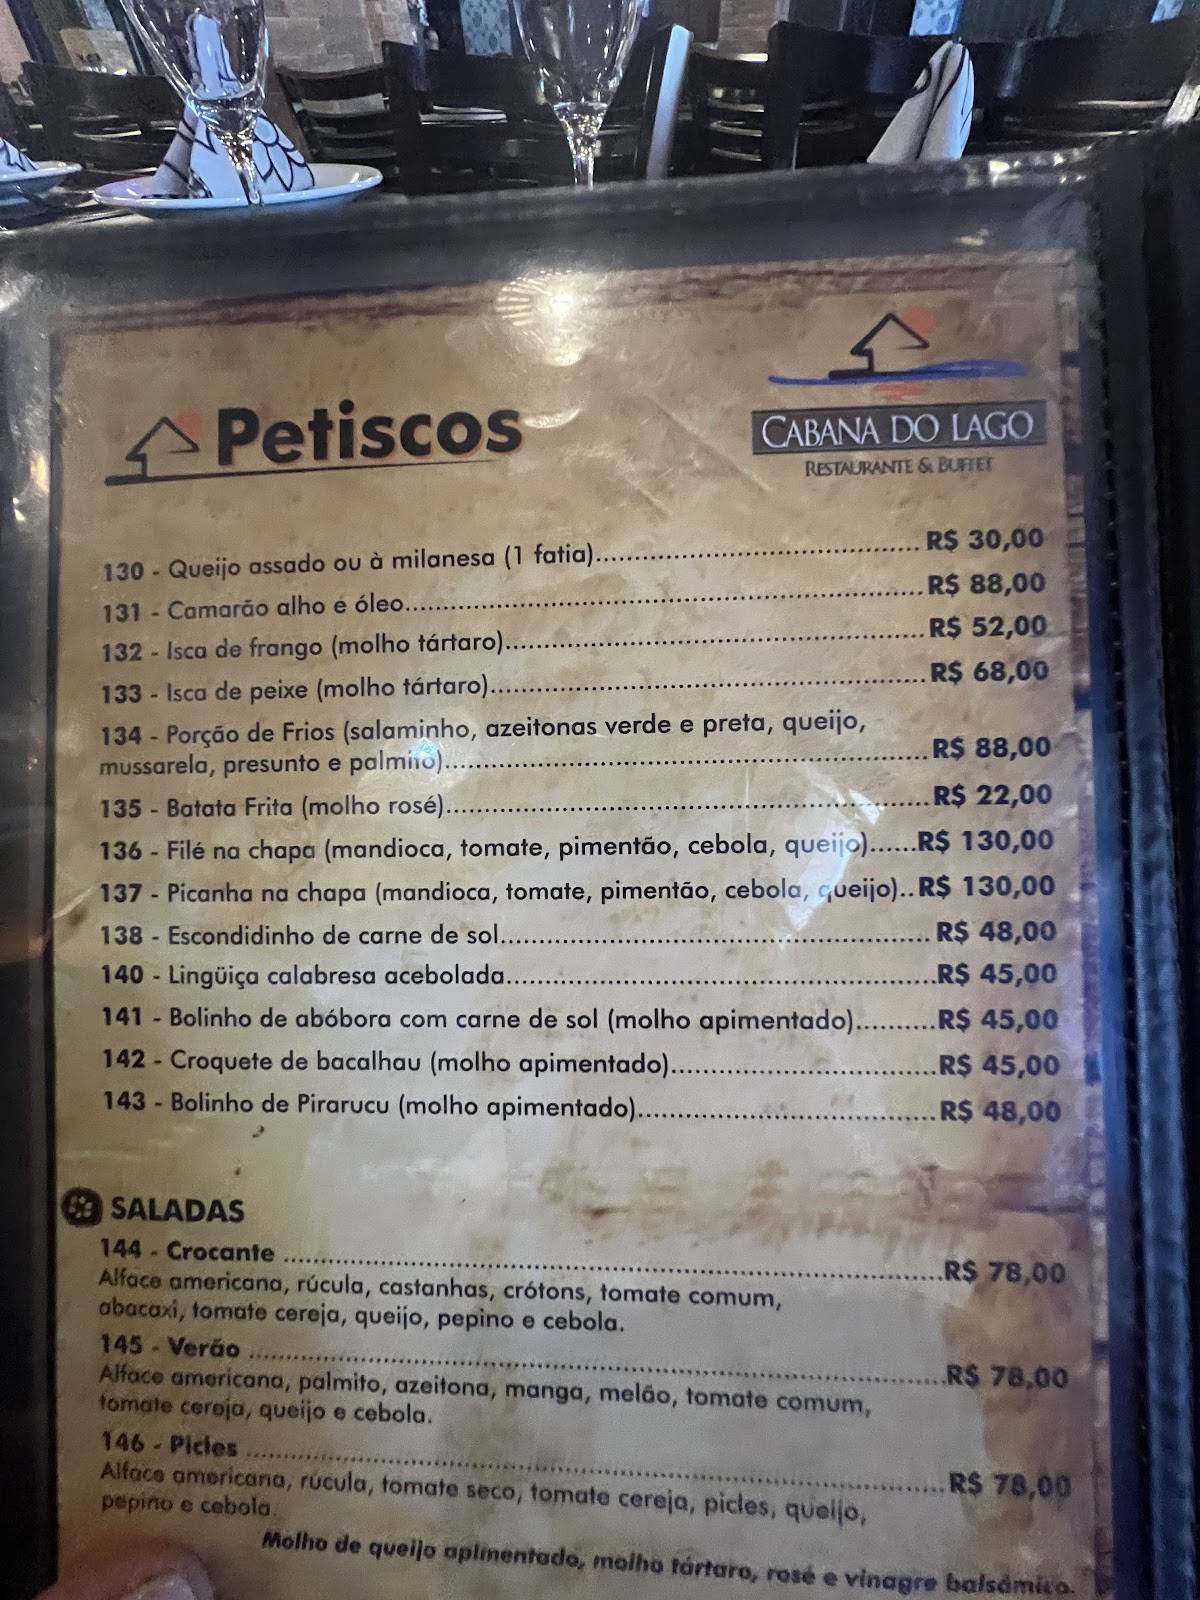 Petiscos
CABANA DO LAGO
RESTAURANTE & BUFFET
130 - Queijo assado ou à milanesa (1 fatia)........................................ R$ 30,00
131 - Camarão alho e óleo................................................................ R$ 88,00
132 - Isca de frango (molho tártaro).................................................... R$ 52,00
133 - Isca de peixe (molho tártaro)...................................................... R$ 68,00
134 - Porção de Frios (salaminho, azeitonas verde e preta, queijo,
mussarela, presunto e palmito)............................................................ R$ 88,00
135 - Batata Frita (molho rosé)............................................................ R$ 22,00
136 - Filé na chapa (mandioca, tomate, pimentão, cebola, queijo)......R$ 130,00
137 - Picanha na chapa (mandioca, tomate, pimentão, cebola, queijo)..R$ 130,00
138 - Escondidinho de carne de sol..................................................... R$ 48,00
140 - Lingüiça calabresa acebolada.....................................................R$ 45,00
141 - Bolinho de abóbora com carne de sol (molho apimentado)..........R$ 45,00
142 - Croquete de bacalhau (molho apimentado)................................R$ 45,00
143 - Bolinho de Pirarucu (molho apimentado)....................................R$ 48,00
SALADAS
144 - Crocante ................................................................................R$ 78,00
Alface americana, rúcula, castanhas, crótons, tomate comum,
abacaxi, tomate cereja, queijo, pepino e cebola.
145 - Verão ....................................................................................R$ 78,00
Alface americana, palmito, azeitona, manga, melão, tomate comum,
tomate cereja, queijo e cebola.
146 - Picles ....................................................................................R$ 78,00
Alface americana, rúcula, tomate seco, tomate cereja, picles, queijo,
pepino e cebola.
Molho de queijo apimentado, molho tártaro, rosé e vinagre balsâmico.